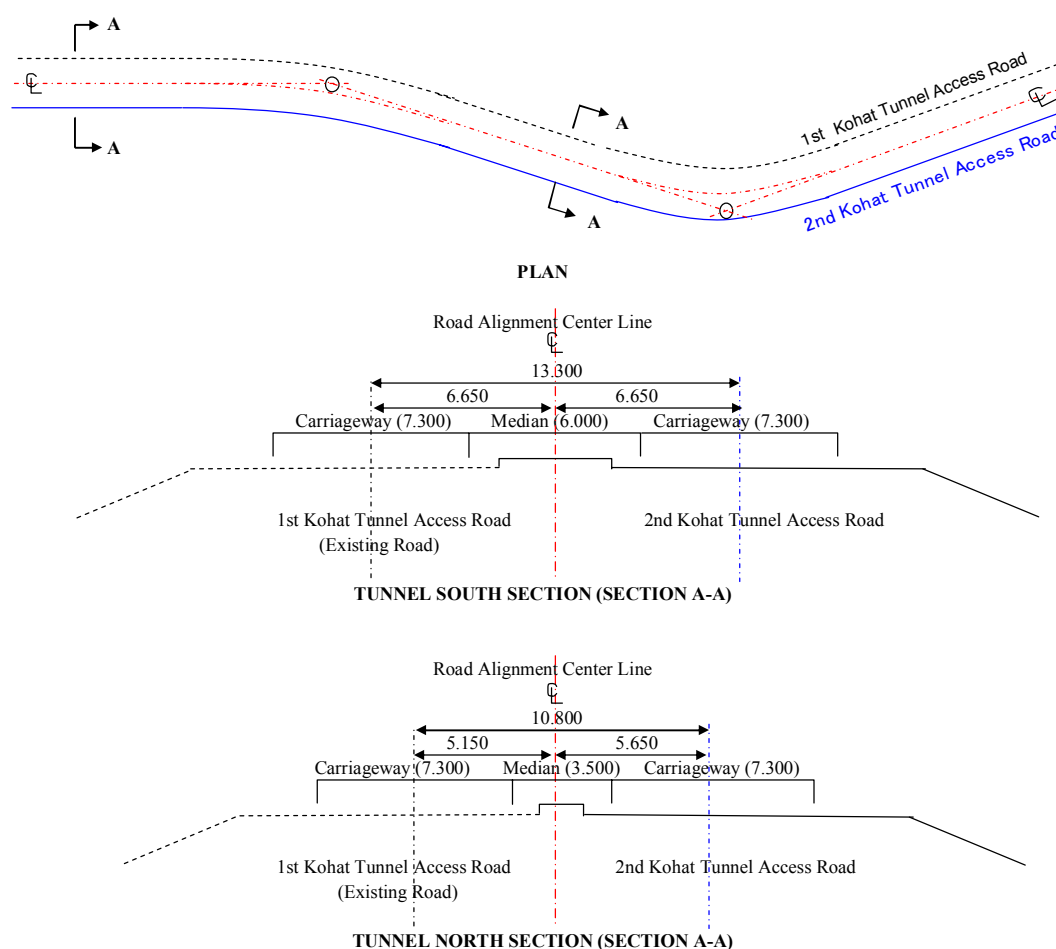 A
A
A
A
1st Kohat Tunnel Access Road
2nd Kohat Tunnel Access Road
PLAN
Road Alignment Center Line
13.300
6.650 6.650
Carriageway (7.300) Median (6.000) Carriageway (7.300)
1st Kohat Tunnel Access Road 2nd Kohat Tunnel Access Road
(Existing Road)
TUNNEL SOUTH SECTION (SECTION A-A)
Road Alignment Center Line
10.800
5.150 5.650
Carriageway (7.300) Median (3.500) Carriageway (7.300)
1st Kohat Tunnel Access Road 2nd Kohat Tunnel Access Road
(Existing Road)
TUNNEL NORTH SECTION (SECTION A-A)